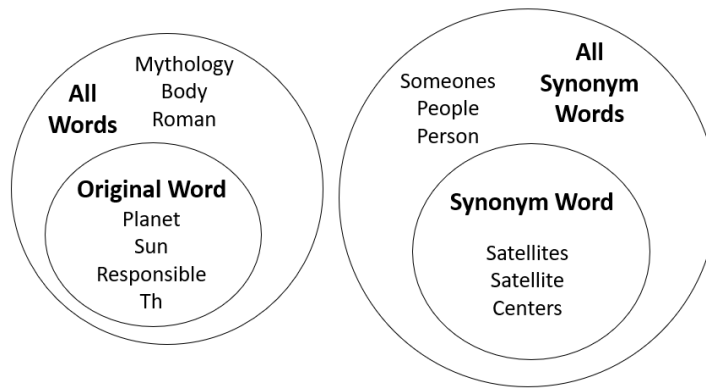 All
Words
Mythology
Body
Roman
Original Word
Planet
Sun
Responsible
Th
All
Synonym
Words
Someones
People
Person
Synonym Word
Satellites
Satellite
Centers